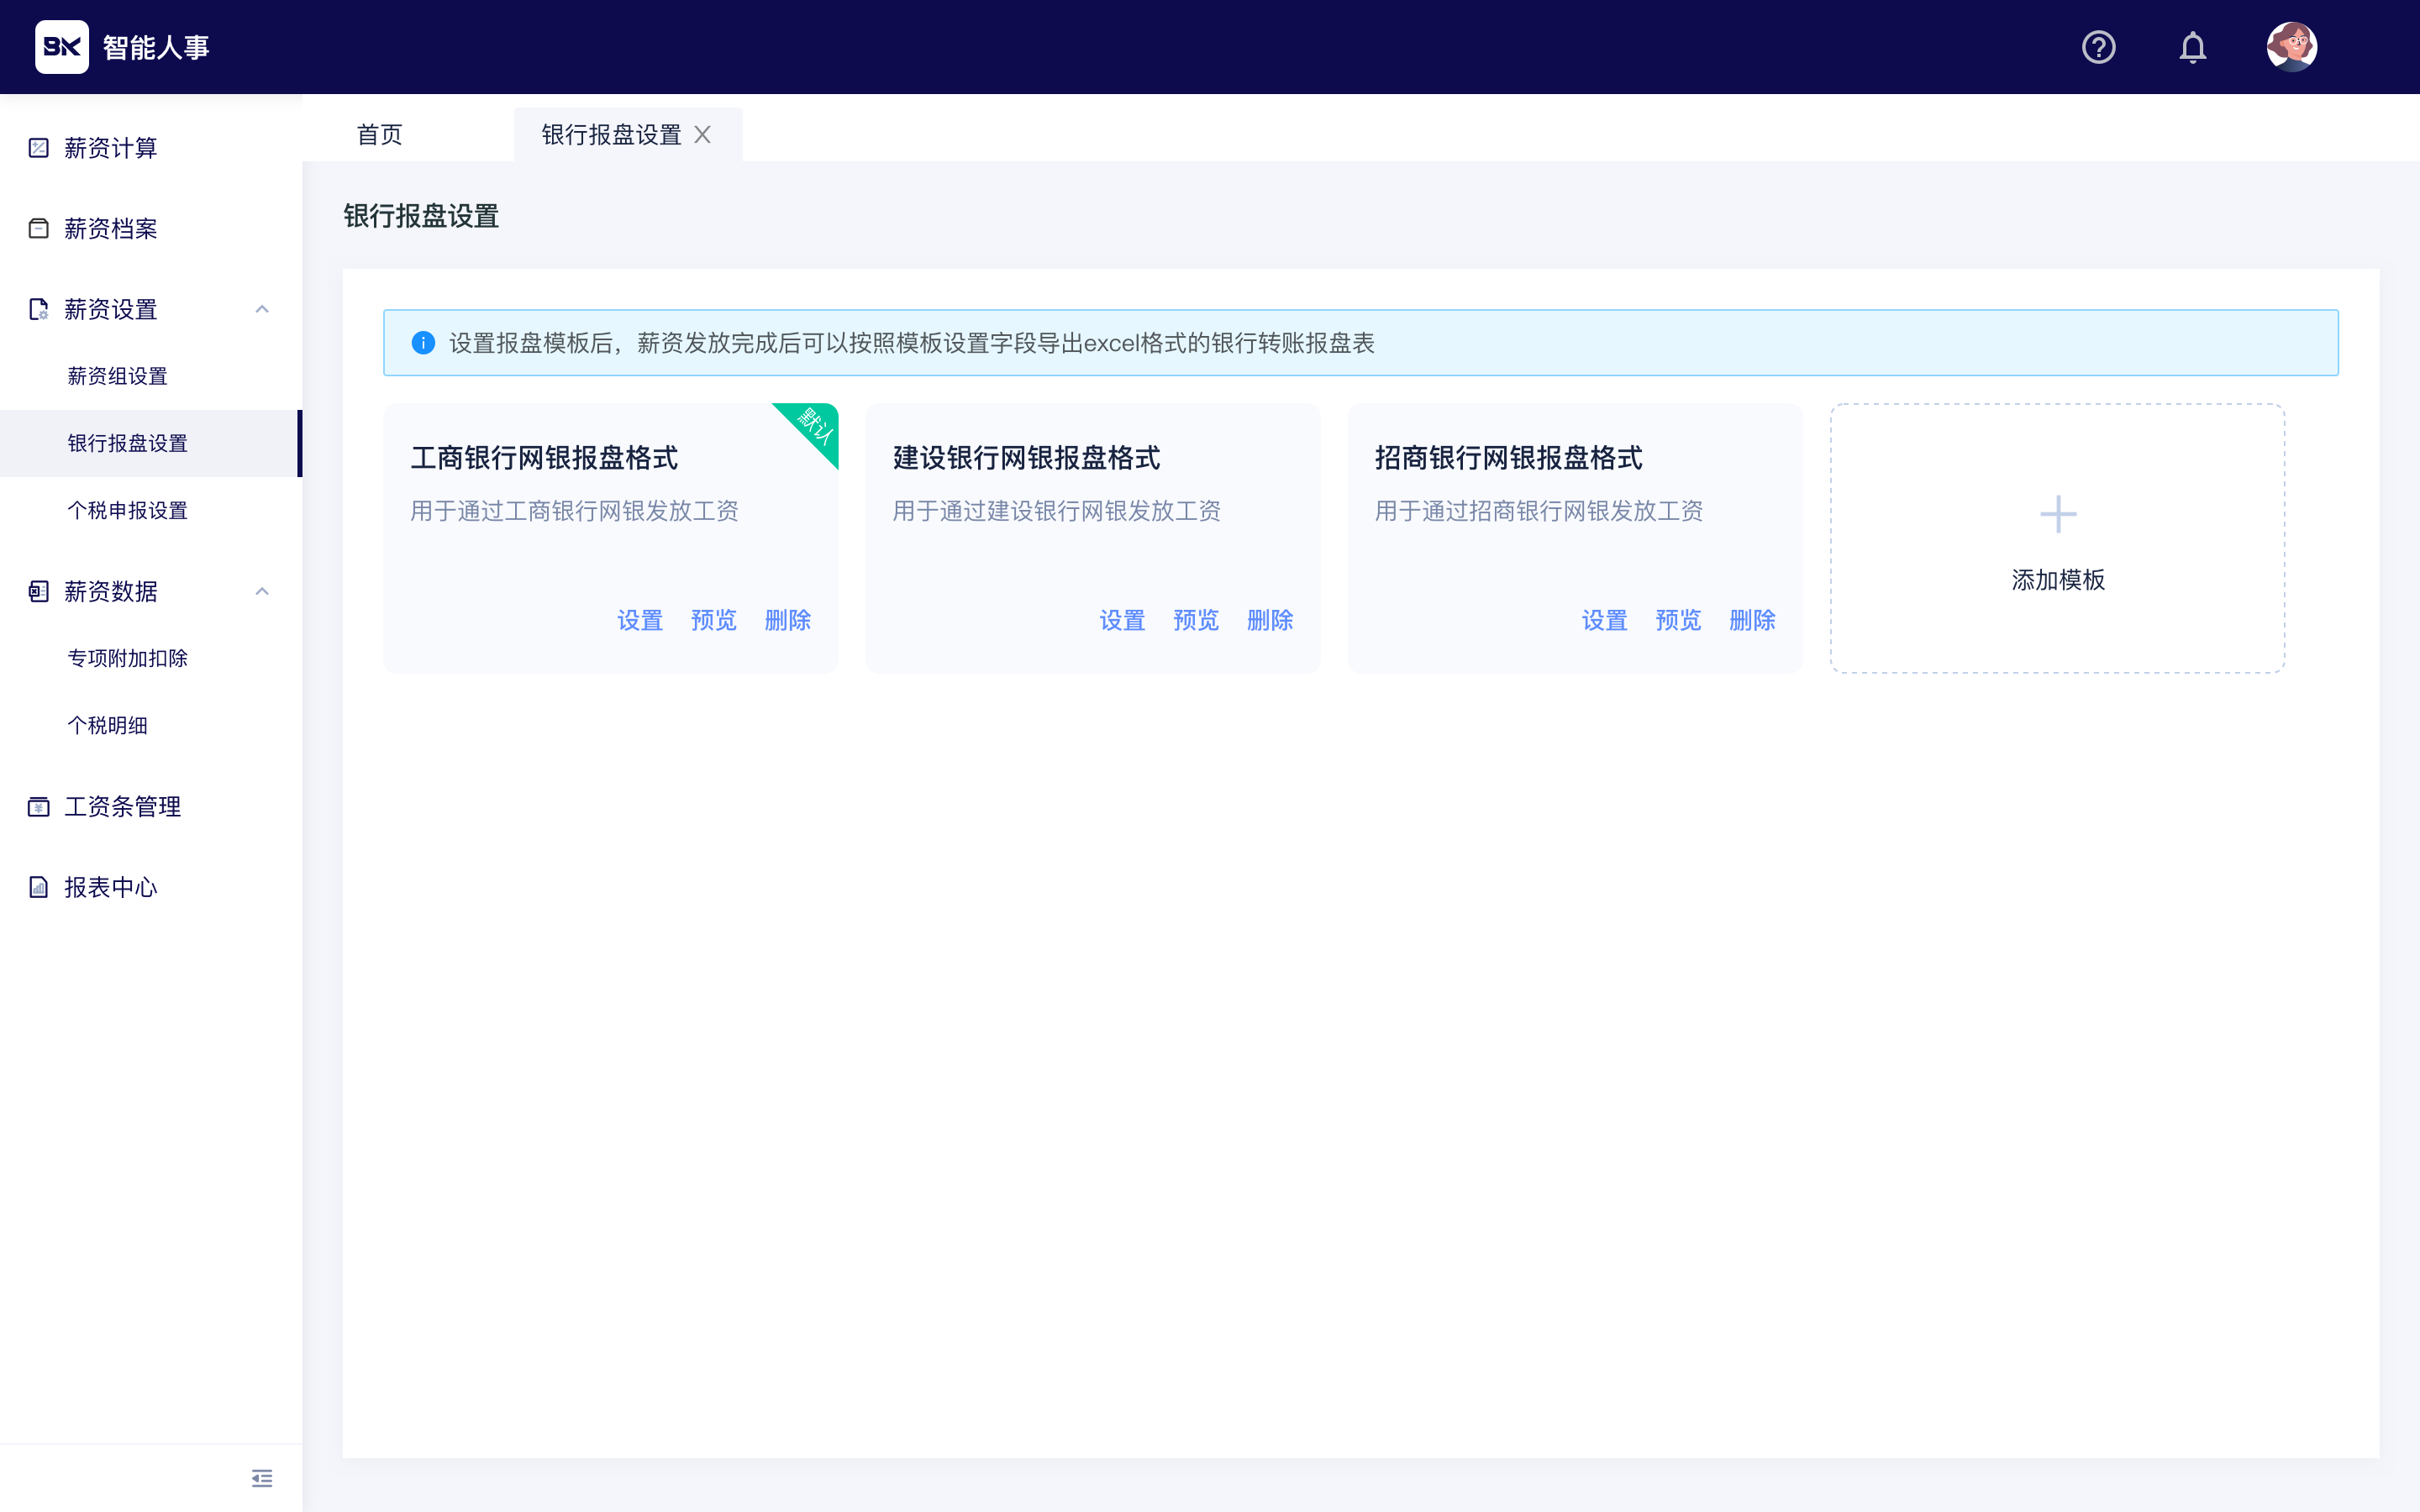 BK 智能人事
首页
银行报盘设置
薪资计算
薪资档案
薪资设置
薪资组设置
银行报盘设置
个税申报设置
薪资数据
专项附加扣除
个税明细
工资条管理
报表中心
银行报盘设置
设置报盘模板后，薪资发放完成后可以按照模板设置字段导出excel格式的银行转账报盘表
工商银行网银报盘格式
默认
用于通过工商银行网银发放工资
设置 预览 删除
建设银行网银报盘格式
用于通过建设银行网银发放工资
设置 预览 删除
招商银行网银报盘格式
用于通过招商银行网银发放工资
设置 预览 删除
添加模板